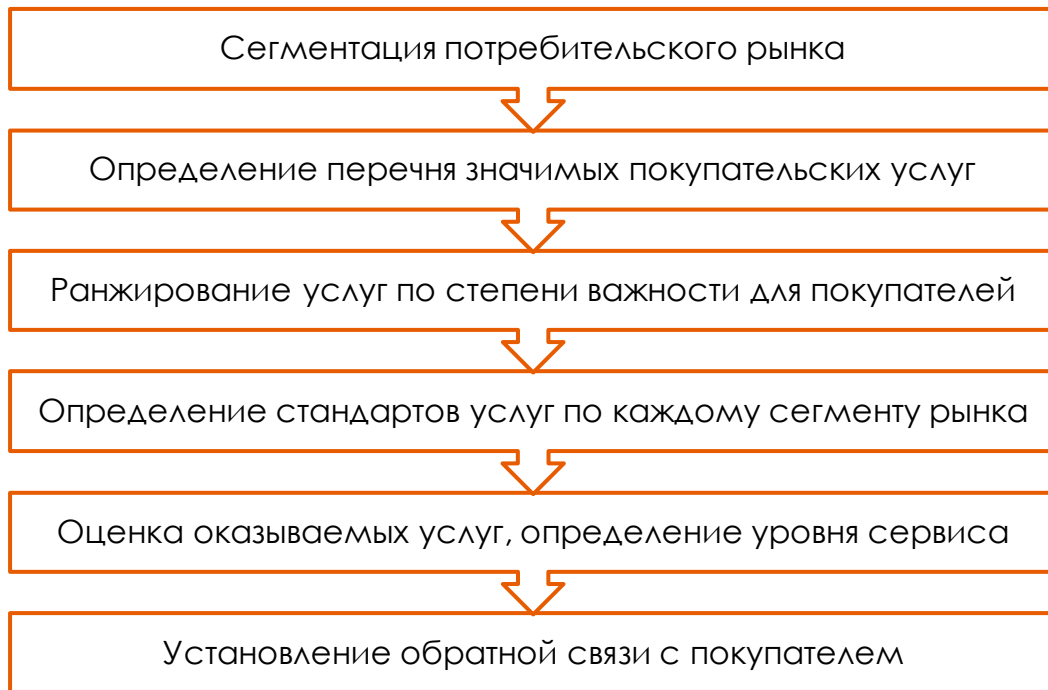 Сегментация потребительского рынка
Определение перечня значимых покупательских услуг
Ранжирование услуг по степени важности для покупателей
Определение стандартов услуг по каждому сегменту рынка
Оценка оказываемых услуг, определение уровня сервиса
Установление обратной связи с покупателем